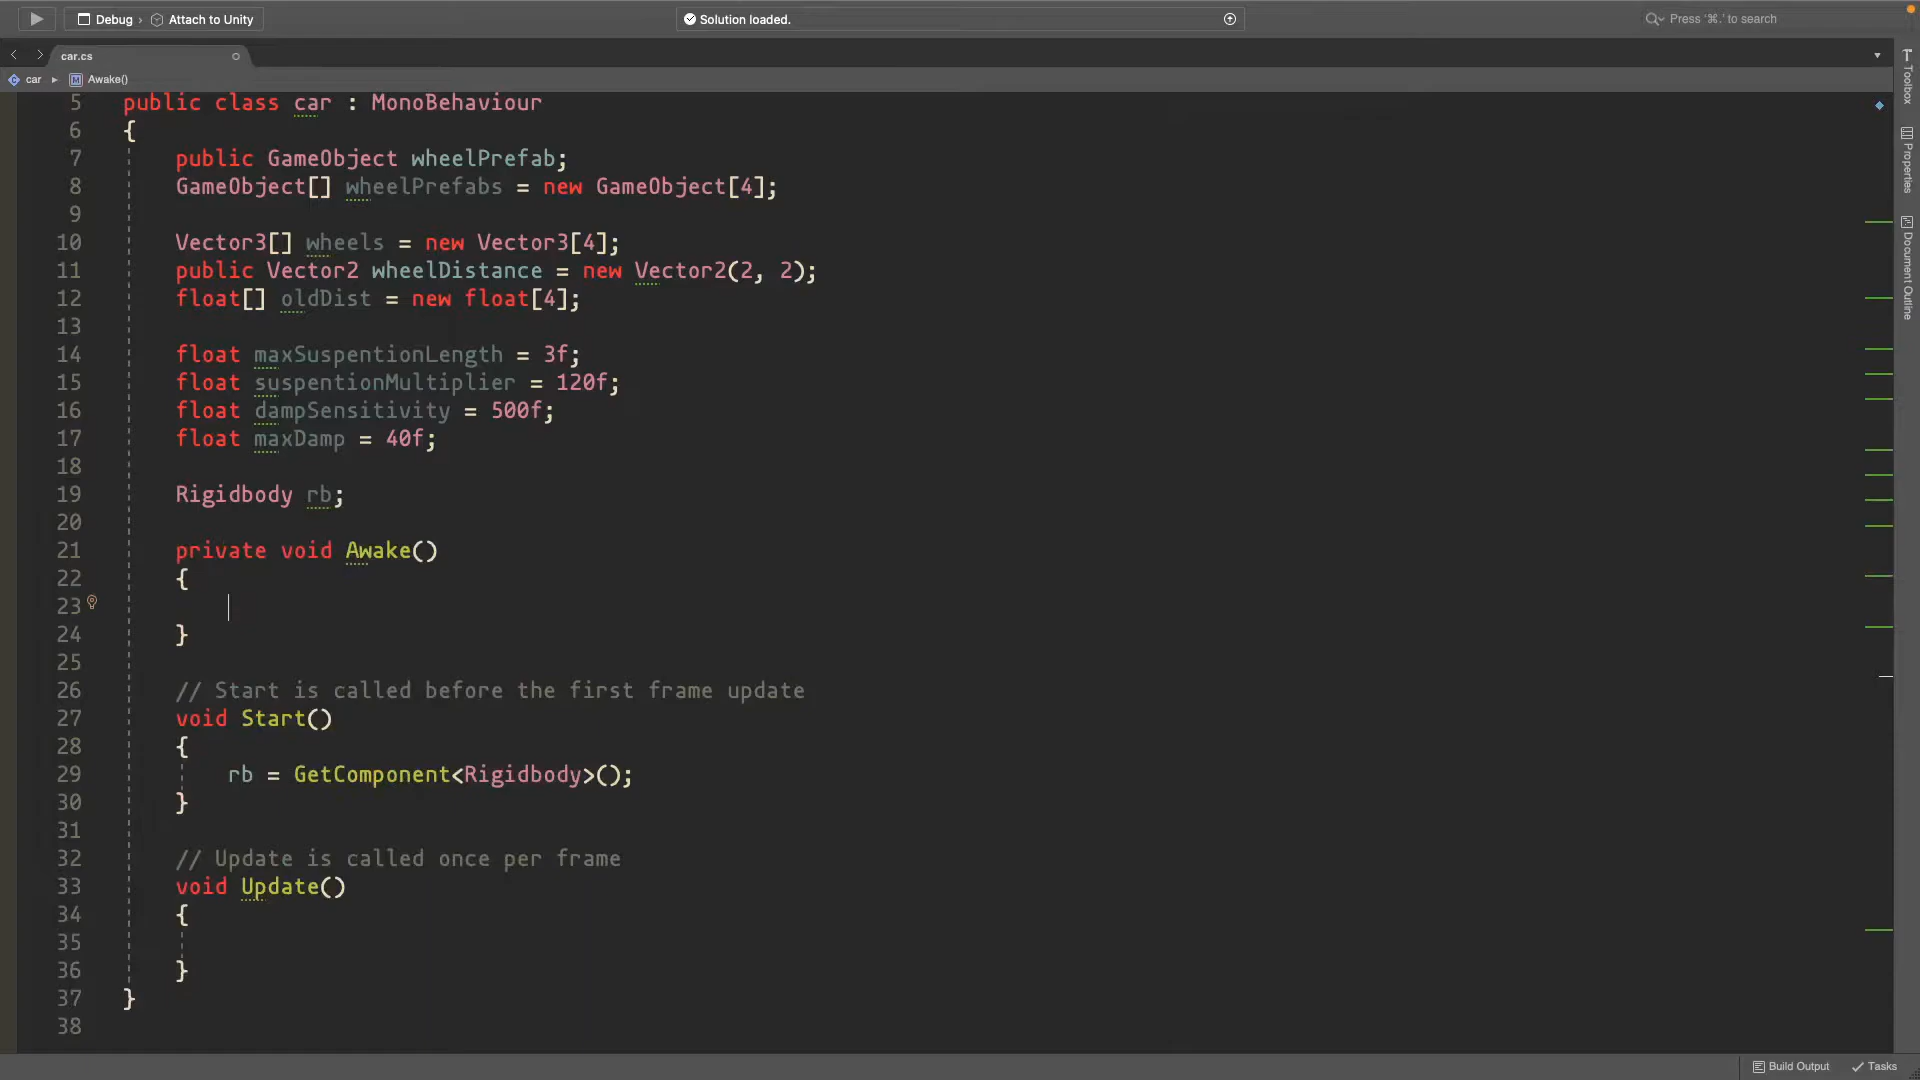 Debug › Attach to Unity
Solution loaded.
Press '⌘.' to search
car.cs
car ▸ Awake()
5 public class car : MonoBehaviour
6 {
7 public GameObject wheelPrefab;
8 GameObject[] wheelPrefabs = new GameObject[4];
9
10 Vector3[] wheels = new Vector3[4];
11 public Vector2 wheelDistance = new Vector2(2, 2);
12 float[] oldDist = new float[4];
13
14 float maxSuspentionLength = 3f;
15 float suspentionMultiplier = 120f;
16 float dampSensitivity = 500f;
17 float maxDamp = 40f;
18
19 Rigidbody rb;
20
21 private void Awake()
22 {
23
24 }
25
26 // Start is called before the first frame update
27 void Start()
28 {
29 rb = GetComponent<Rigidbody>();
30 }
31
32 // Update is called once per frame
33 void Update()
34 {
35
36 }
37 }
38
Toolbox
Properties
Document Outline
Build Output
Tasks